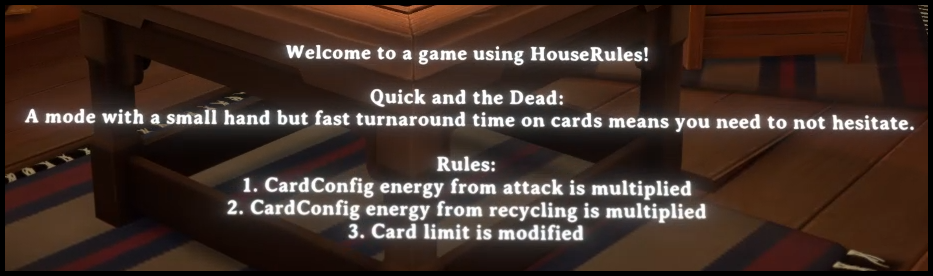 Welcome to a game using HouseRules!
Quick and the Dead:
A mode with a small hand but fast turnaround time on cards means you need to not hesitate.
Rules:
1. CardConfig energy from attack is multiplied
2. CardConfig energy from recycling is multiplied
3. Card limit is modified